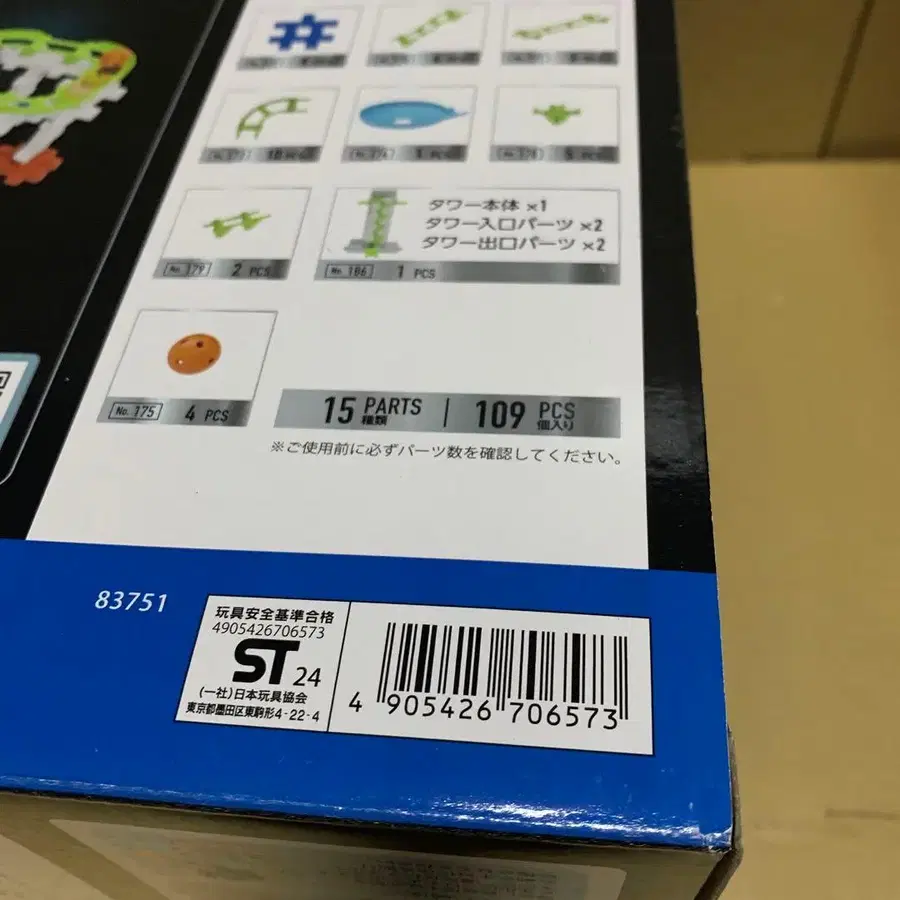 タワー本体 ×1
タワー入口パーツ ×2
タワー出口パーツ ×2
No. 179 2 PCS
No. 186 1 PCS
No. 175 4 PCS
15 PARTS 種類 | 109 PCS 個入り
※ご使用前に必ずパーツ数を確認してください。
83751
玩具安全基準合格
4905426706573
ST 24
(一社)日本玩具協会
東京都墨田区東駒形4-22-4
4 905426 706573